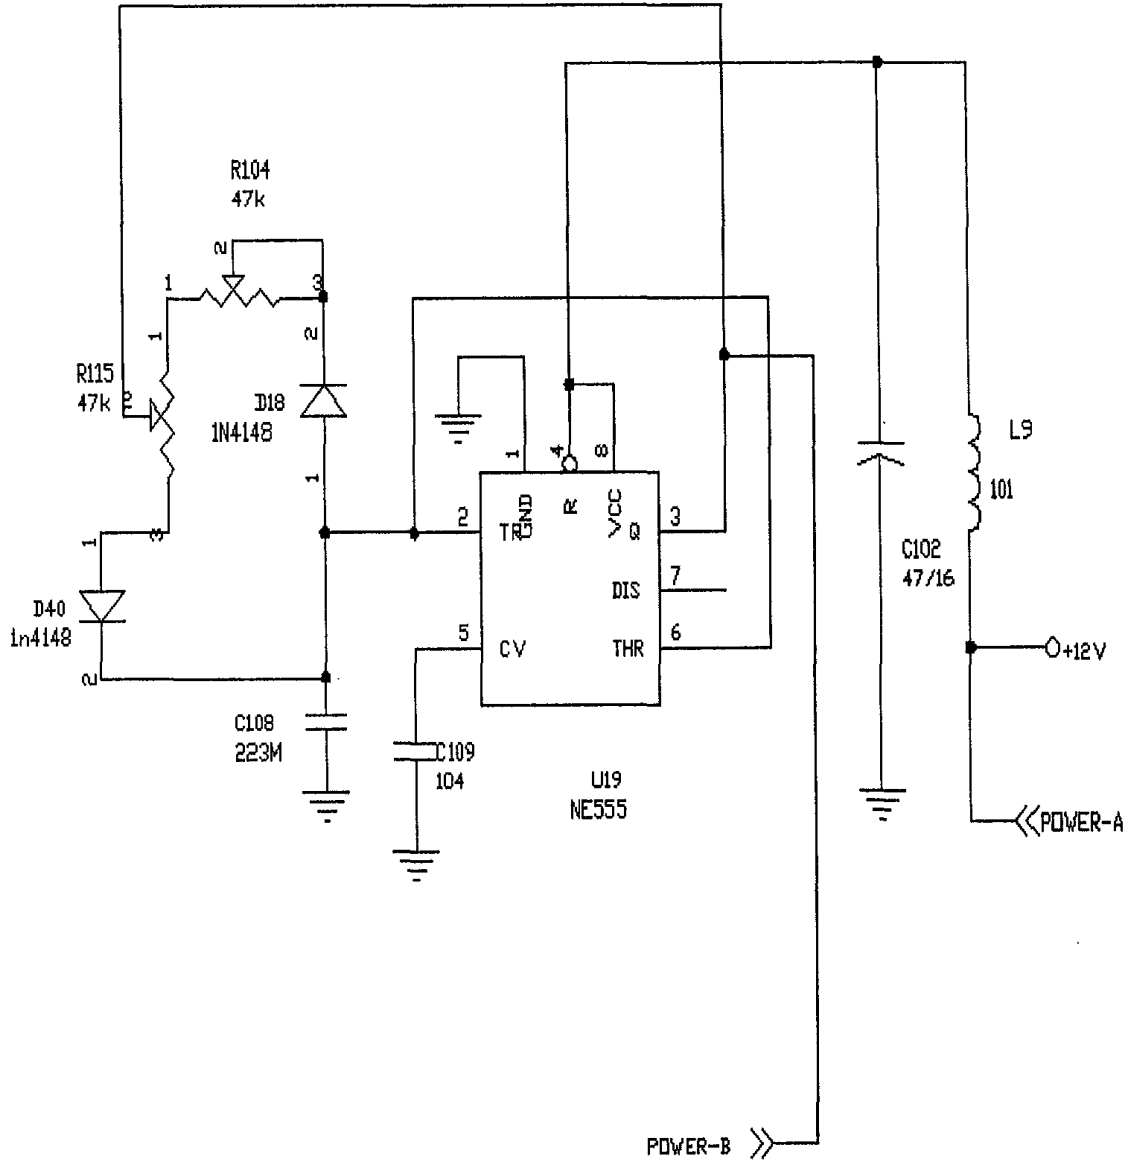 R104
47k
2
1
3
1
2
R115
47k
2
D18
1N4148
1
3
1
D40
1n4148
2
C108
223M
1
4
8
GND
R
VCC
2
TR
Q
3
DIS
7
5
CV
THR
6
C109
104
U19
NE555
L9
101
C102
47/16
+12V
POWER-A
POWER-B